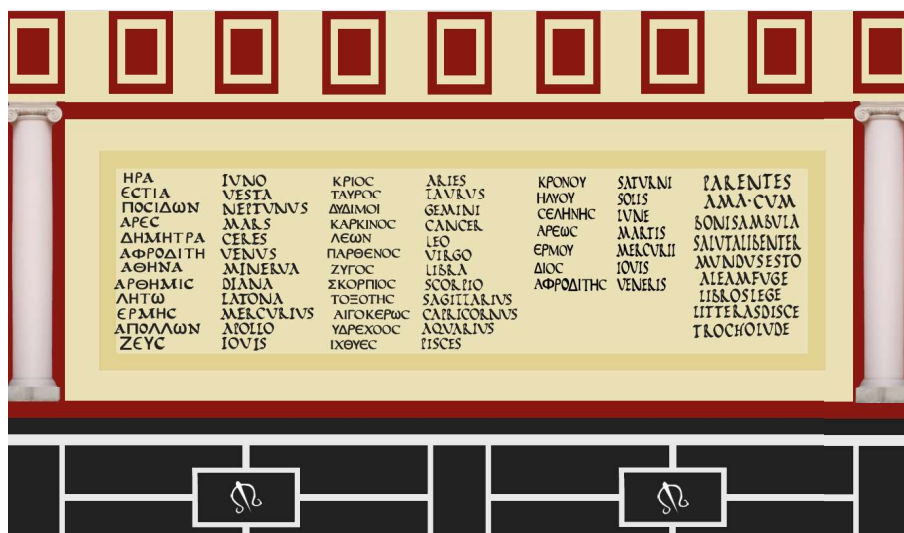 ΗΡΑ
ΕϹΤΙΑ
ΠΟϹΙΔΩΝ
ΑΡΕϹ
ΔΗΜΗΤΡΑ
ΑΦΡΟΔΙΤΗ
ΑΘΗΝΑ
ΑΡΘΗΜΙϹ
ΛΗΤΩ
ΕΡΜΗϹ
ΑΠΟΛΛΩΝ
ΖΕΥϹ
IVNO
VESTA
NEPTVNVS
MARS
CERES
VENVS
MINERVA
DIANA
LATONA
MERCVRIVS
APOLLO
IOVIS
ΚΡΙΟϹ
ΤΑΥΡΟϹ
ΔΥΔΙΜΟΙ
ΚΑΡΚΙΝΟϹ
ΛΕΩΝ
ΠΑΡΘΕΝΟϹ
ΖΥΓΟϹ
ΣΚΟΡΠΙΟϹ
ΤΟΞΟΤΗϹ
ΑΙΓΟΚΕΡΩϹ
ΥΔΡΕΧΟΟϹ
ΙΧΘΥΕϹ
ARIES
TAVRVS
GEMINI
CANCER
LEO
VIRGO
LIBRA
SCORPIO
SAGITTARIVS
CAPRICORNVS
AQVARIVS
PISCES
ΚΡΟΝΟΥ
ΗΛΥΟΥ
ϹΕΛΗΝΗϹ
ΑΡΕΩϹ
ΕΡΜΟΥ
ΔΙΟϹ
ΑΦΡΟΔΙΤΗϹ
SATVRNI
SOLIS
IVNE
MARTIS
MERCVRII
IOVIS
VENERIS
PARENTES
AMA·CVM
BONISAMBVLA
SALVTALIBENTER
MVNDVSESTO
ALEAMFVGE
LIBROSLEGE
LITTERASDISCE
TROCHOLVDE